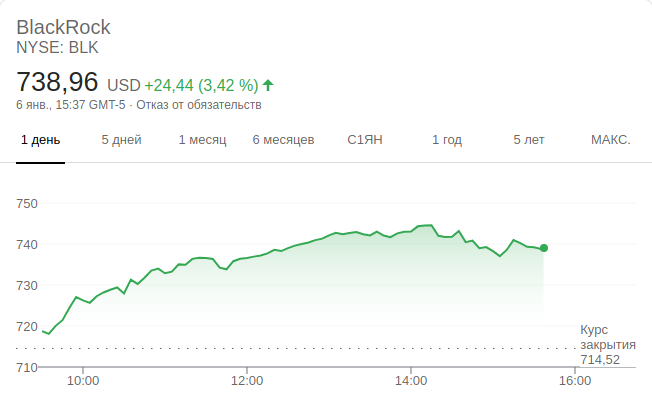 BlackRock
NYSE: BLK
738,96 USD +24,44 (3,42 %)
6 янв., 15:37 GMT-5 · Отказ от обязательств
1 день 5 дней 1 месяц 6 месяцев С1ЯН 1 год 5 лет МАКС.
750
740
730
720
Курс
закрытия
714,52
710
10:00 12:00 14:00 16:00